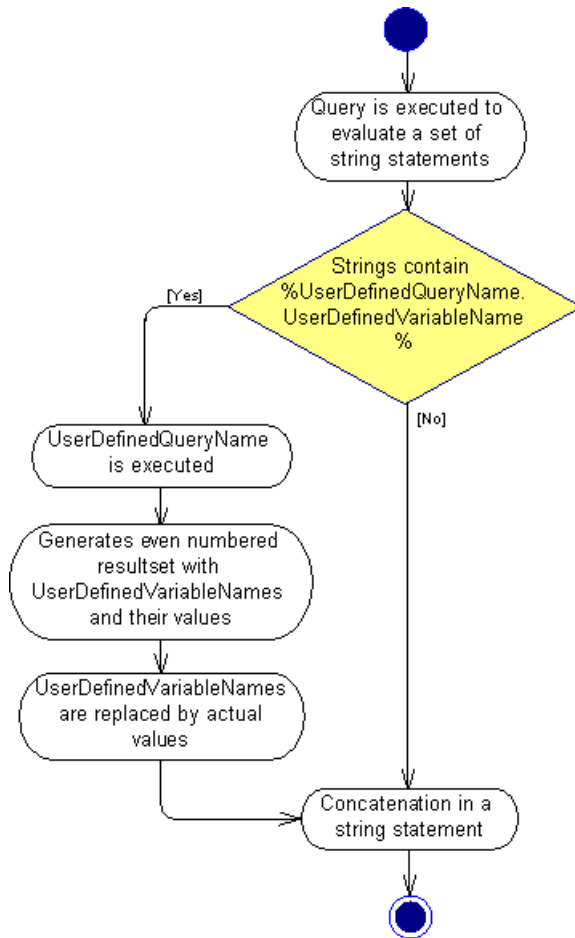 Query is executed to
evaluate a set of
string statements
Strings contain
%UserDefinedQueryName.
UserDefinedVariableName
%
[Yes]
[No]
UserDefinedQueryName
is executed
Generates even numbered
resultset with
UserDefinedVariableNames
and their values
UserDefinedVariableNames
are replaced by actual
values
Concatenation in a
string statement